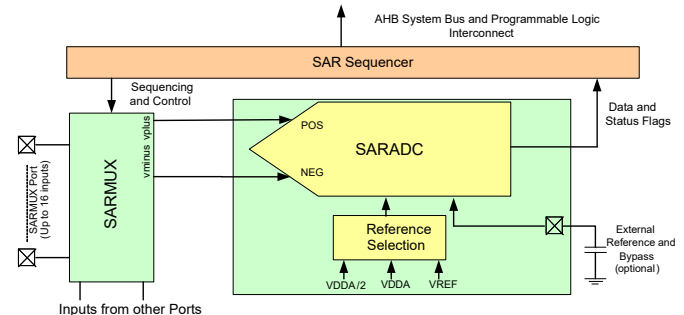 AHB System Bus and Programmable Logic
Interconnect
SAR Sequencer
Sequencing
and Control
Data and
Status Flags
vminus vplus
POS
SARADC
NEG
SARMUX
SARMUX Port
(Up to 16 inputs)
Reference
Selection
External
Reference and
Bypass
(optional)
VDDA/2
VDDA
VREF
Inputs from other Ports